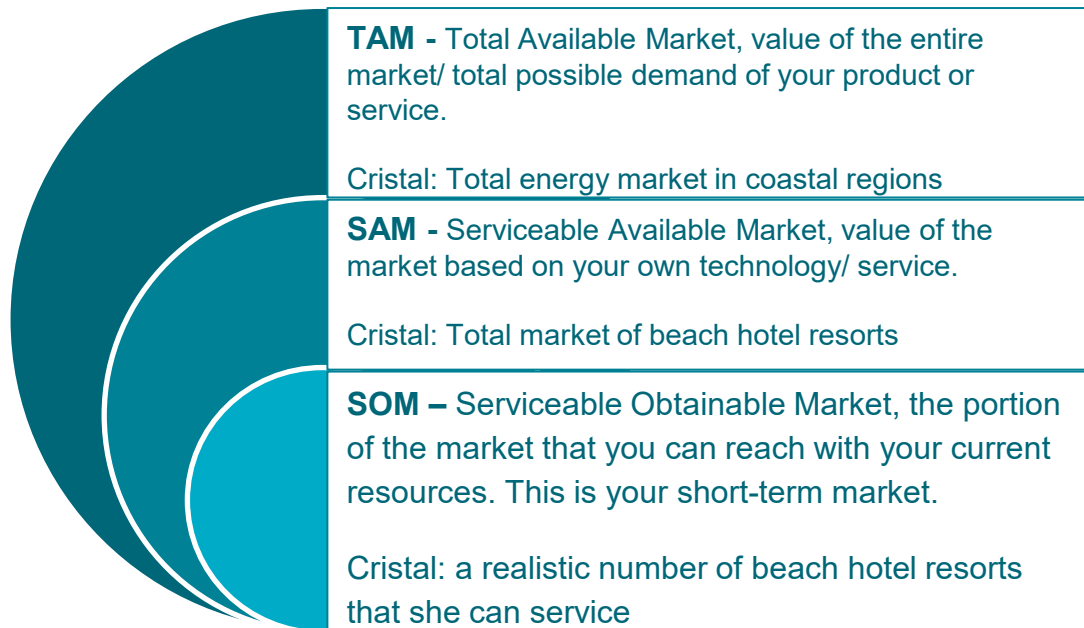 TAM - Total Available Market, value of the entire
market/ total possible demand of your product or
service.
Cristal: Total energy market in coastal regions
SAM - Serviceable Available Market, value of the
market based on your own technology/ service.
Cristal: Total market of beach hotel resorts
SOM – Serviceable Obtainable Market, the portion
of the market that you can reach with your current
resources. This is your short-term market.
Cristal: a realistic number of beach hotel resorts
that she can service